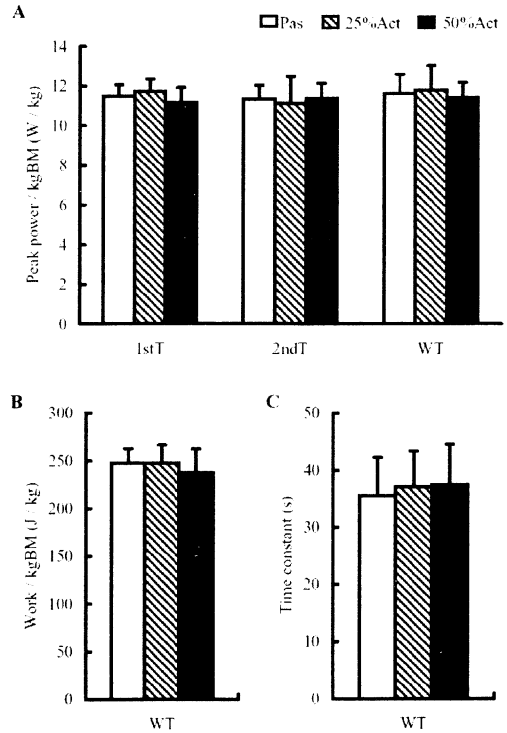 A
Pas 25%Act 50%Act
Peak power / kgBM (W / kg)
14
12
10
8
6
4
2
0
1stT 2ndT WT
B
Work / kgBM (J / kg)
300
250
200
150
100
50
0
WT
C
Time constant (s)
50
40
30
20
10
0
WT